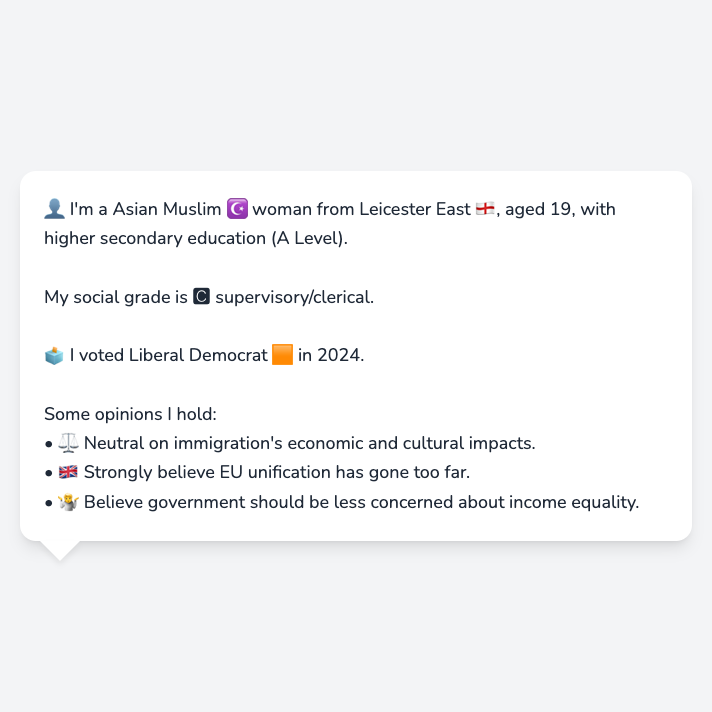 👤 I'm a Asian Muslim ☪️ woman from Leicester East 🏴󠁧󠁢󠁥󠁮󠁧󠁿, aged 19, with
higher secondary education (A Level).
My social grade is 🅲 supervisory/clerical.
🗳️ I voted Liberal Democrat 🟧 in 2024.
Some opinions I hold:
• ⚖️ Neutral on immigration's economic and cultural impacts.
• 🇬🇧 Strongly believe EU unification has gone too far.
• 🤷 Believe government should be less concerned about income equality.